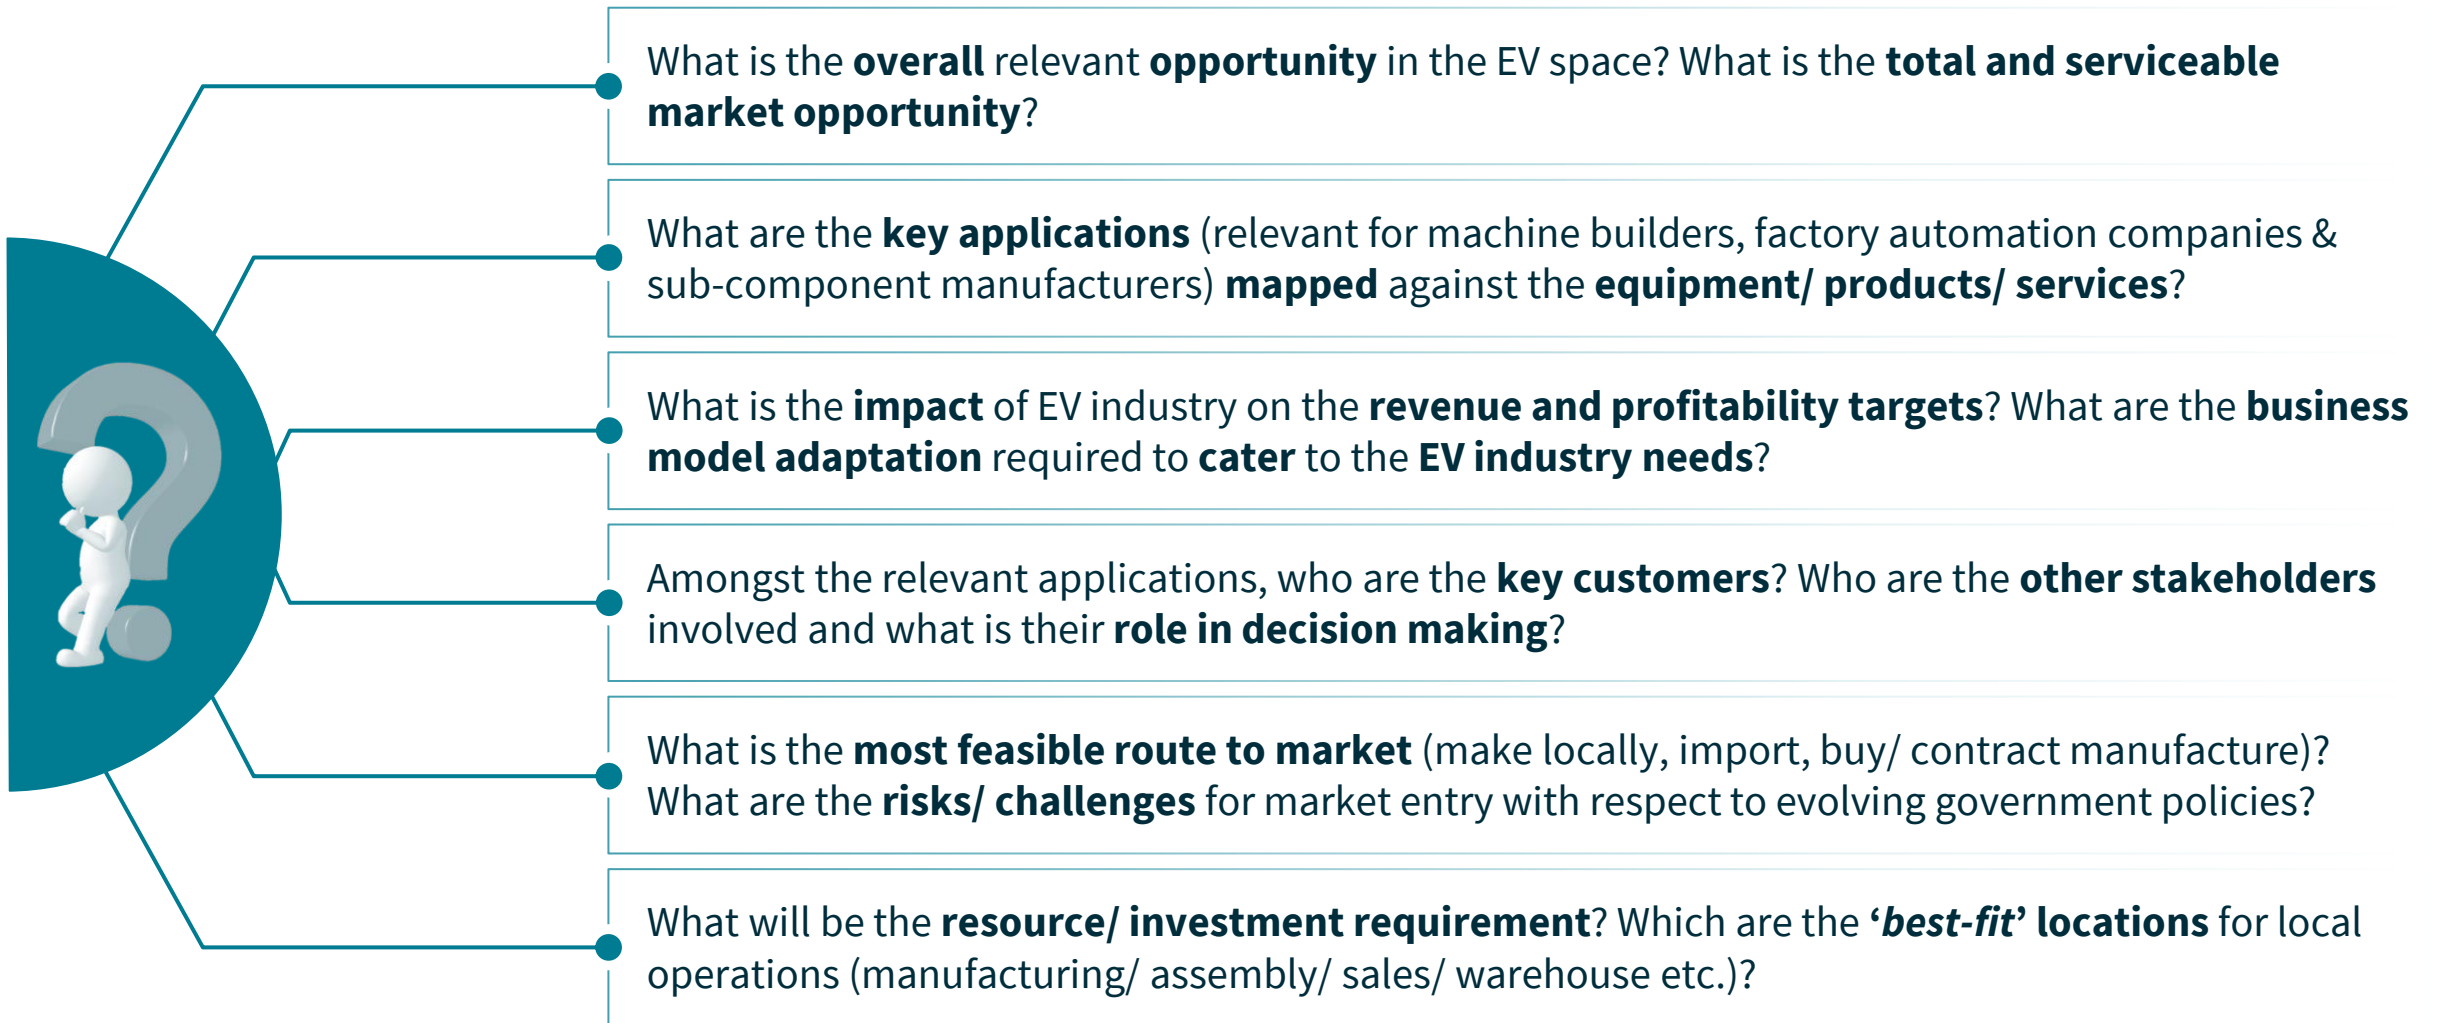 What is the overall relevant opportunity in the EV space? What is the total and serviceable
market opportunity?
What are the key applications (relevant for machine builders, factory automation companies &
sub-component manufacturers) mapped against the equipment/ products/ services?
What is the impact of EV industry on the revenue and profitability targets? What are the business
model adaptation required to cater to the EV industry needs?
Amongst the relevant applications, who are the key customers? Who are the other stakeholders
involved and what is their role in decision making?
What is the most feasible route to market (make locally, import, buy/ contract manufacture)?
What are the risks/ challenges for market entry with respect to evolving government policies?
What will be the resource/ investment requirement? Which are the ‘best-fit’ locations for local
operations (manufacturing/ assembly/ sales/ warehouse etc.)?